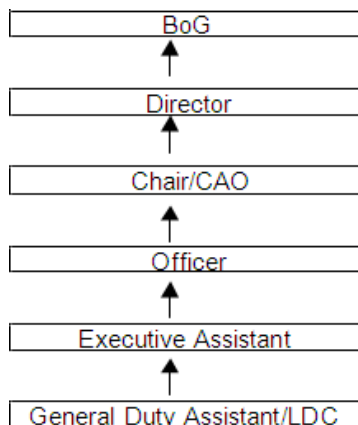 BoG
Director
Chair/CAO
Officer
Executive Assistant
General Duty Assistant/LDC